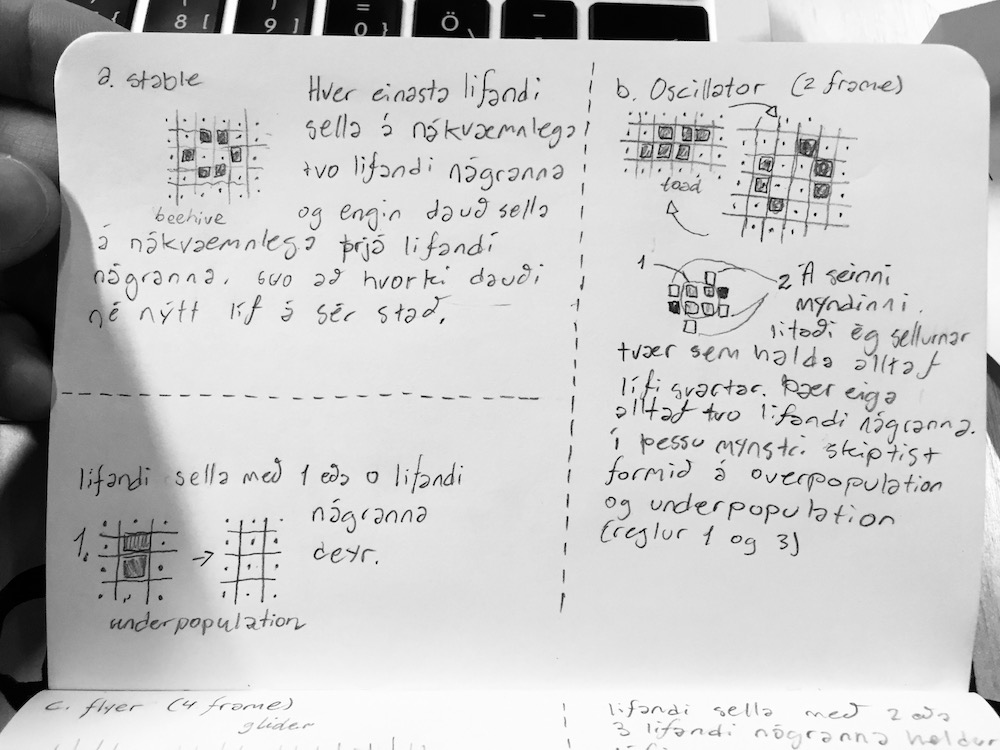 8 [
9 ]
0 }
Ö
a. stable
Hver einasta lifandi
sella á nákvæmnlega
tvo lifandi nágranna
og engin dauð sella
á nákvæmnlega þrjá lifandi
nágranna, svo að hvorki dauði
né nýtt líf á sér stað.
beehive
lifandi sella með 1 eða 0 lifandi
nágranna
deyr.
1.
underpopulation
b. Oscillator (2 frame)
toad
1
2 Á seinni
myndinni
litaði ég sellurnar
tvær sem halda alltaf
lífi svartar. Þær eiga
alltaf tvo lifandi nágranna.
í þessu mynstri skiptist
formið á overpopulation
og underpopulation
(reglur 1 og 3)
c. flyer (4 frame)
glider
lifandi sella með 2 eða
3 lifandi nágranna heldur